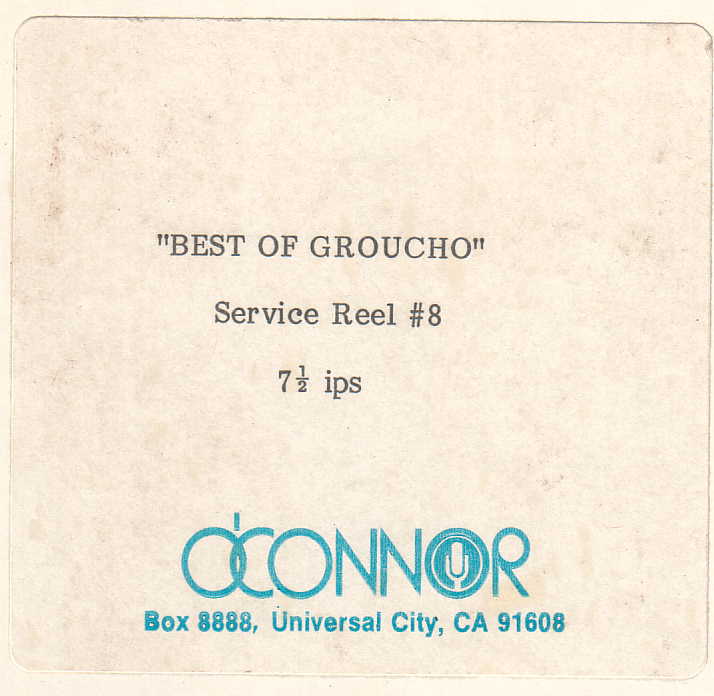 "BEST OF GROUCHO"
Service Reel #8
7½ ips
O'CONNOR
Box 8888, Universal City, CA 91608